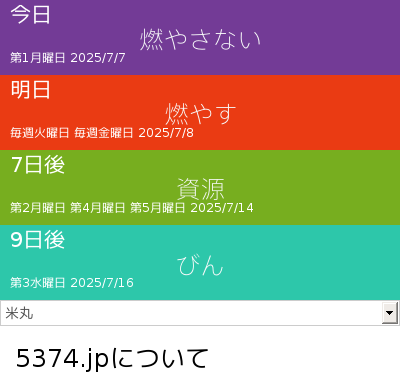 今日
燃やさない
第1月曜日 2025/7/7
明日
燃やす
毎週火曜日 毎週金曜日 2025/7/8
7日後
資源
第2月曜日 第4月曜日 第5月曜日 2025/7/14
9日後
びん
第3水曜日 2025/7/16
米丸
5374.jpについて